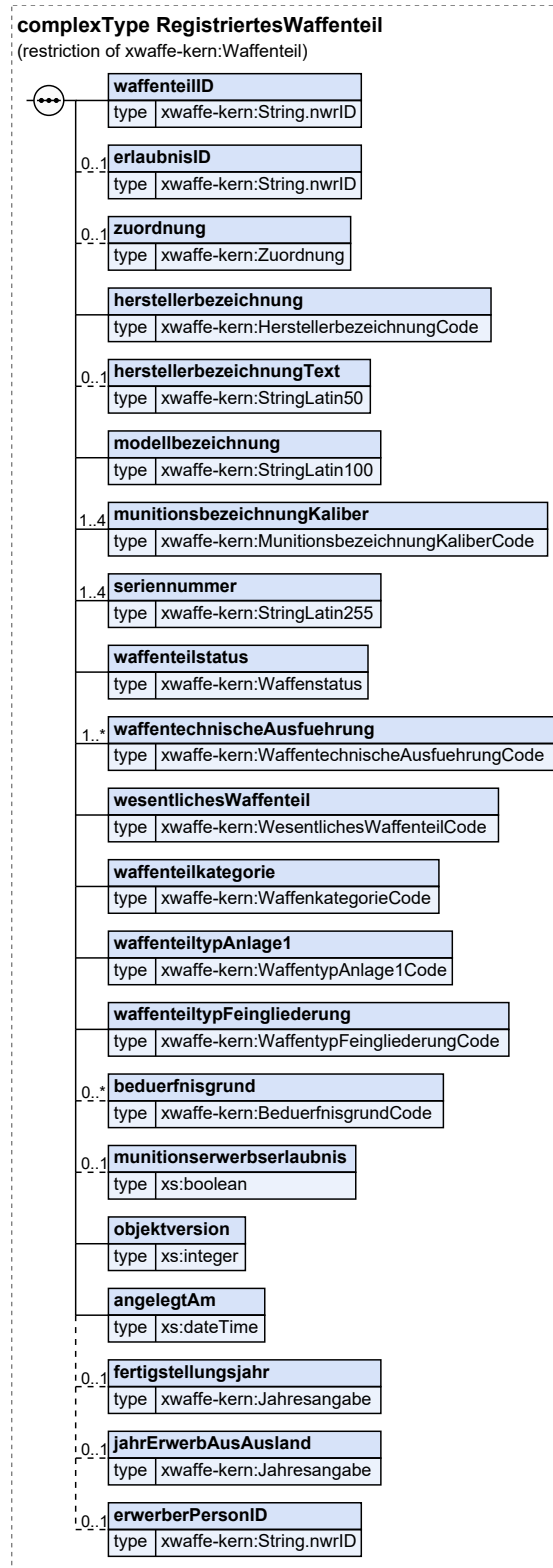 complexType RegistriertesWaffenteil
(restriction of xwaffe-kern:Waffenteil)
waffenteilID
type xwaffe-kern:String.nwrID
0..1 erlaubnisID
type xwaffe-kern:String.nwrID
0..1 zuordnung
type xwaffe-kern:Zuordnung
herstellerbezeichnung
type xwaffe-kern:HerstellerbezeichnungCode
0..1 herstellerbezeichnungText
type xwaffe-kern:StringLatin50
modellbezeichnung
type xwaffe-kern:StringLatin100
1..4 munitionsbezeichnungKaliber
type xwaffe-kern:MunitionsbezeichnungKaliberCode
1..4 seriennummer
type xwaffe-kern:StringLatin255
waffenteilstatus
type xwaffe-kern:Waffenstatus
1..* waffentechnischeAusfuehrung
type xwaffe-kern:WaffentechnischeAusfuehrungCode
wesentlichesWaffenteil
type xwaffe-kern:WesentlichesWaffenteilCode
waffenteilkategorie
type xwaffe-kern:WaffenkategorieCode
waffenteiltypAnlage1
type xwaffe-kern:WaffentypAnlage1Code
waffenteiltypFeingliederung
type xwaffe-kern:WaffentypFeingliederungCode
0..* beduerfnisgrund
type xwaffe-kern:BeduerfnisgrundCode
0..1 munitionserwerbserlaubnis
type xs:boolean
objektversion
type xs:integer
angelegtAm
type xs:dateTime
0..1 fertigstellungsjahr
type xwaffe-kern:Jahresangabe
0..1 jahrErwerbAusAusland
type xwaffe-kern:Jahresangabe
0..1 erwerberPersonID
type xwaffe-kern:String.nwrID